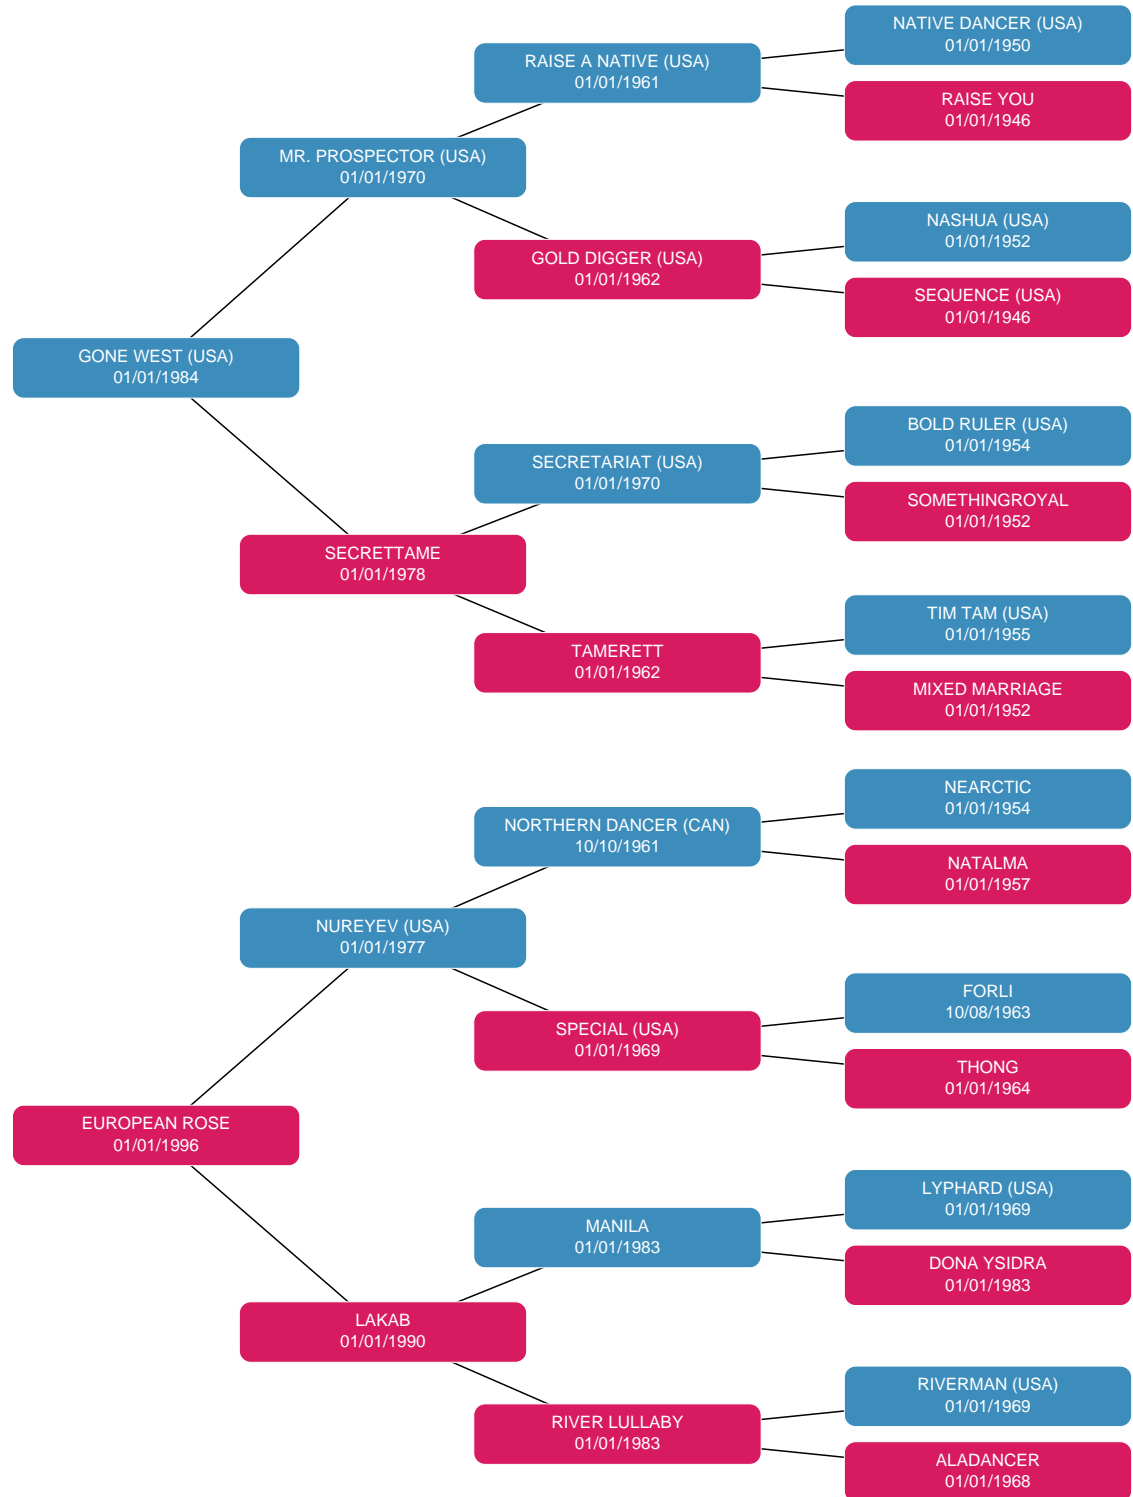 NATIVE DANCER (USA)
01/01/1950
RAISE A NATIVE (USA)
01/01/1961
RAISE YOU
01/01/1946
MR. PROSPECTOR (USA)
01/01/1970
NASHUA (USA)
01/01/1952
GOLD DIGGER (USA)
01/01/1962
SEQUENCE (USA)
01/01/1946
GONE WEST (USA)
01/01/1984
BOLD RULER (USA)
01/01/1954
SECRETARIAT (USA)
01/01/1970
SOMETHINGROYAL
01/01/1952
SECRETTAME
01/01/1978
TIM TAM (USA)
01/01/1955
TAMERETT
01/01/1962
MIXED MARRIAGE
01/01/1952
NEARCTIC
01/01/1954
NORTHERN DANCER (CAN)
10/10/1961
NATALMA
01/01/1957
NUREYEV (USA)
01/01/1977
FORLI
10/08/1963
SPECIAL (USA)
01/01/1969
THONG
01/01/1964
EUROPEAN ROSE
01/01/1996
LYPHARD (USA)
01/01/1969
MANILA
01/01/1983
DONA YSIDRA
01/01/1983
LAKAB
01/01/1990
RIVERMAN (USA)
01/01/1969
RIVER LULLABY
01/01/1983
ALADANCER
01/01/1968